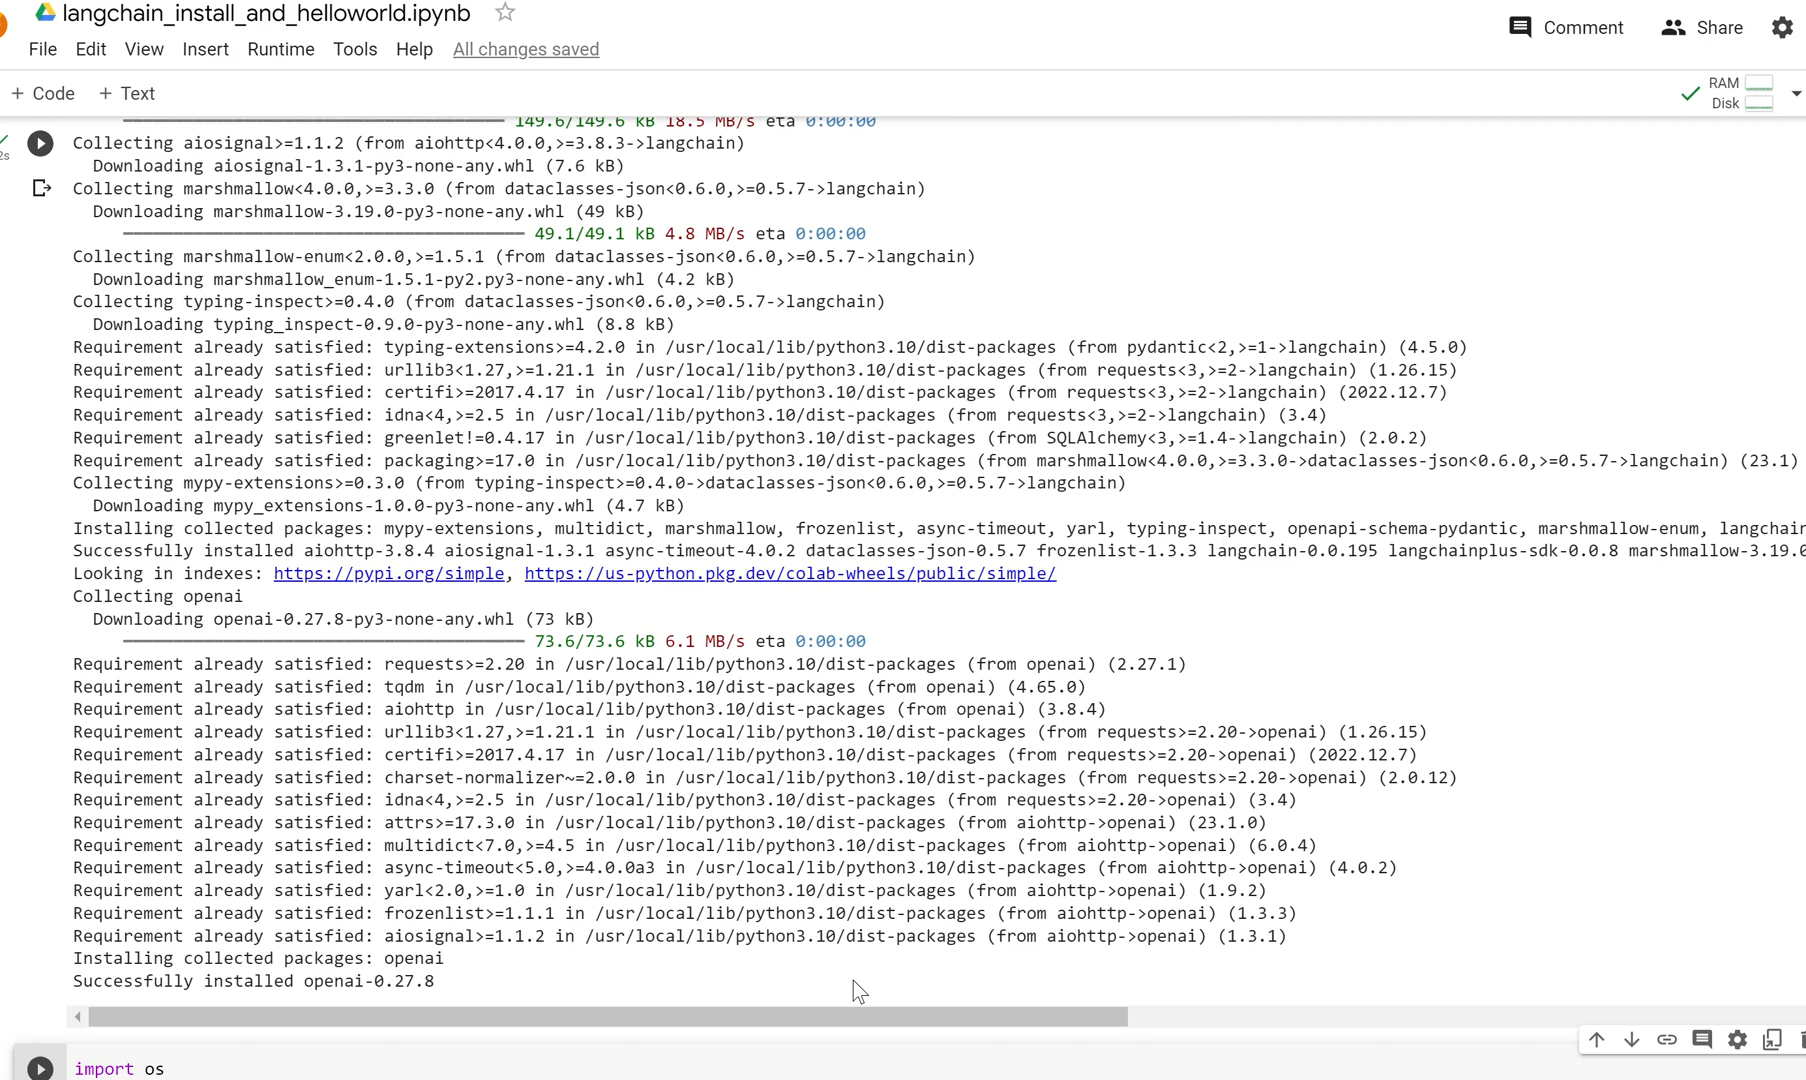 langchain_install_and_helloworld.ipynb
Comment Share
File Edit View Insert Runtime Tools Help All changes saved
+ Code + Text
RAM
Disk
149.6/149.6 kB 18.5 MB/s eta 0:00:00
2s
Collecting aiosignal>=1.1.2 (from aiohttp<4.0.0,>=3.8.3->langchain)
Downloading aiosignal-1.3.1-py3-none-any.whl (7.6 kB)
Collecting marshmallow<4.0.0,>=3.3.0 (from dataclasses-json<0.6.0,>=0.5.7->langchain)
Downloading marshmallow-3.19.0-py3-none-any.whl (49 kB)
49.1/49.1 kB 4.8 MB/s eta 0:00:00
Collecting marshmallow-enum<2.0.0,>=1.5.1 (from dataclasses-json<0.6.0,>=0.5.7->langchain)
Downloading marshmallow_enum-1.5.1-py2.py3-none-any.whl (4.2 kB)
Collecting typing-inspect>=0.4.0 (from dataclasses-json<0.6.0,>=0.5.7->langchain)
Downloading typing_inspect-0.9.0-py3-none-any.whl (8.8 kB)
Requirement already satisfied: typing-extensions>=4.2.0 in /usr/local/lib/python3.10/dist-packages (from pydantic<2,>=1->langchain) (4.5.0)
Requirement already satisfied: urllib3<1.27,>=1.21.1 in /usr/local/lib/python3.10/dist-packages (from requests<3,>=2->langchain) (1.26.15)
Requirement already satisfied: certifi>=2017.4.17 in /usr/local/lib/python3.10/dist-packages (from requests<3,>=2->langchain) (2022.12.7)
Requirement already satisfied: idna<4,>=2.5 in /usr/local/lib/python3.10/dist-packages (from requests<3,>=2->langchain) (3.4)
Requirement already satisfied: greenlet!=0.4.17 in /usr/local/lib/python3.10/dist-packages (from SQLAlchemy<3,>=1.4->langchain) (2.0.2)
Requirement already satisfied: packaging>=17.0 in /usr/local/lib/python3.10/dist-packages (from marshmallow<4.0.0,>=3.3.0->dataclasses-json<0.6.0,>=0.5.7->langchain) (23.1)
Collecting mypy-extensions>=0.3.0 (from typing-inspect>=0.4.0->dataclasses-json<0.6.0,>=0.5.7->langchain)
Downloading mypy_extensions-1.0.0-py3-none-any.whl (4.7 kB)
Installing collected packages: mypy-extensions, multidict, marshmallow, frozenlist, async-timeout, yarl, typing-inspect, openapi-schema-pydantic, marshmallow-enum, langchain
Successfully installed aiohttp-3.8.4 aiosignal-1.3.1 async-timeout-4.0.2 dataclasses-json-0.5.7 frozenlist-1.3.3 langchain-0.0.195 langchainplus-sdk-0.0.8 marshmallow-3.19.0
Looking in indexes: https://pypi.org/simple, https://us-python.pkg.dev/colab-wheels/public/simple/
Collecting openai
Downloading openai-0.27.8-py3-none-any.whl (73 kB)
73.6/73.6 kB 6.1 MB/s eta 0:00:00
Requirement already satisfied: requests>=2.20 in /usr/local/lib/python3.10/dist-packages (from openai) (2.27.1)
Requirement already satisfied: tqdm in /usr/local/lib/python3.10/dist-packages (from openai) (4.65.0)
Requirement already satisfied: aiohttp in /usr/local/lib/python3.10/dist-packages (from openai) (3.8.4)
Requirement already satisfied: urllib3<1.27,>=1.21.1 in /usr/local/lib/python3.10/dist-packages (from requests>=2.20->openai) (1.26.15)
Requirement already satisfied: certifi>=2017.4.17 in /usr/local/lib/python3.10/dist-packages (from requests>=2.20->openai) (2022.12.7)
Requirement already satisfied: charset-normalizer~=2.0.0 in /usr/local/lib/python3.10/dist-packages (from requests>=2.20->openai) (2.0.12)
Requirement already satisfied: idna<4,>=2.5 in /usr/local/lib/python3.10/dist-packages (from requests>=2.20->openai) (3.4)
Requirement already satisfied: attrs>=17.3.0 in /usr/local/lib/python3.10/dist-packages (from aiohttp->openai) (23.1.0)
Requirement already satisfied: multidict<7.0,>=4.5 in /usr/local/lib/python3.10/dist-packages (from aiohttp->openai) (6.0.4)
Requirement already satisfied: async-timeout<5.0,>=4.0.0a3 in /usr/local/lib/python3.10/dist-packages (from aiohttp->openai) (4.0.2)
Requirement already satisfied: yarl<2.0,>=1.0 in /usr/local/lib/python3.10/dist-packages (from aiohttp->openai) (1.9.2)
Requirement already satisfied: frozenlist>=1.1.1 in /usr/local/lib/python3.10/dist-packages (from aiohttp->openai) (1.3.3)
Requirement already satisfied: aiosignal>=1.1.2 in /usr/local/lib/python3.10/dist-packages (from aiohttp->openai) (1.3.1)
Installing collected packages: openai
Successfully installed openai-0.27.8
import os